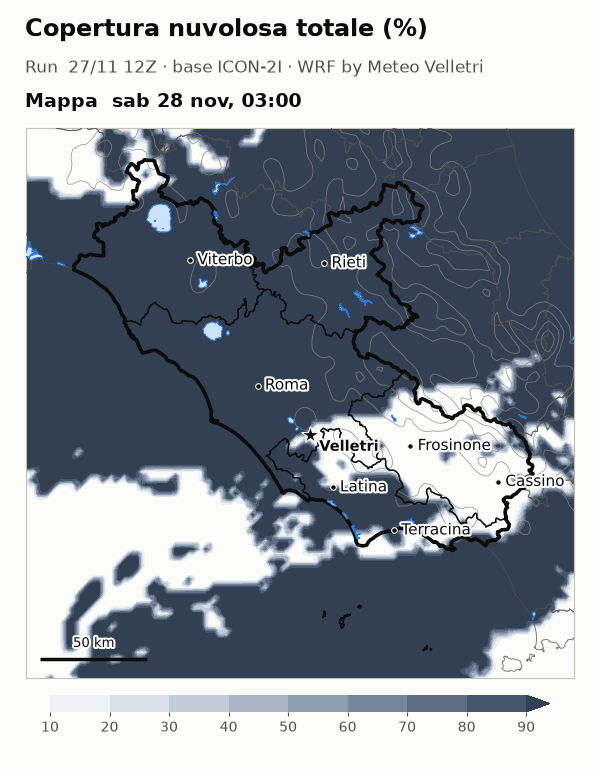 Copertura nuvolosa totale (%)
Run  27/11 12Z · base ICON-2I · WRF by Meteo Velletri
Mappa  sab 28 nov, 03:00
Viterbo
Rieti
Roma
Velletri
Frosinone
Cassino
Latina
Terracina
50 km
10 20 30 40 50 60 70 80 90